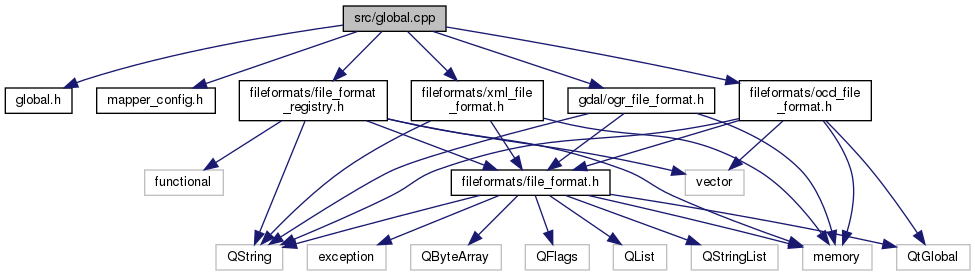 src/global.cpp
global.h
mapper_config.h
fileformats/file_format
_registry.h
fileformats/xml_file
_format.h
gdal/ogr_file_format.h
fileformats/ocd_file
_format.h
functional
fileformats/file_format.h
vector
QString
exception
QByteArray
QFlags
QList
QStringList
memory
QtGlobal